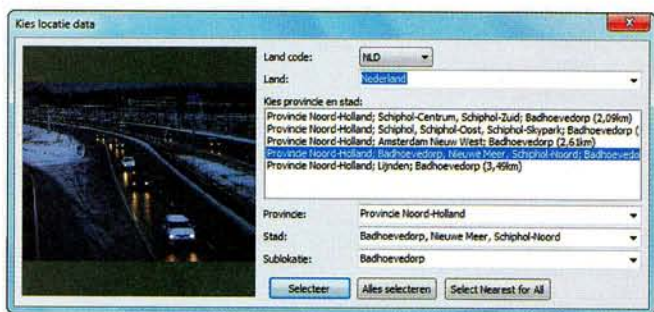 Kies locatie data
Land code: NLD
Land: Nederland
Kies provincie en stad:
Provincie Noord-Holland; Schiphol-Centrum, Schiphol-Zuid; Badhoevedorp (2,09km)
Provincie Noord-Holland; Schiphol, Schiphol-Oost, Schiphol-Skypark; Badhoevedorp (
Provincie Noord-Holland; Amsterdam Nieuw West; Badhoevedorp (2,61km)
Provincie Noord-Holland; Badhoevedorp, Nieuwe Meer, Schiphol-Noord; Badhoevedo
Provincie Noord-Holland; Lijnden; Badhoevedorp (3,49km)
Provincie: Provincie Noord-Holland
Stad: Badhoevedorp, Nieuwe Meer, Schiphol-Noord
Sublokatie: Badhoevedorp
Selecteer Alles selecteren Select Nearest for All